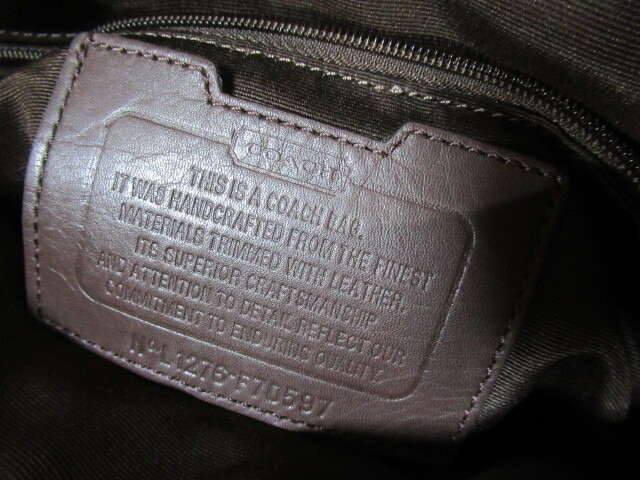 COACH
THIS IS A COACH BAG.
IT WAS HANDCRAFTED FROM THE FINEST
MATERIALS TRIMMED WITH LEATHER.
ITS SUPERIOR CRAFTSMANCHIP
AND ATTENTION TO DETAIL REFLECT OUR
COMMITMENT TO ENDURING QUALITY.
No L1276-F70597